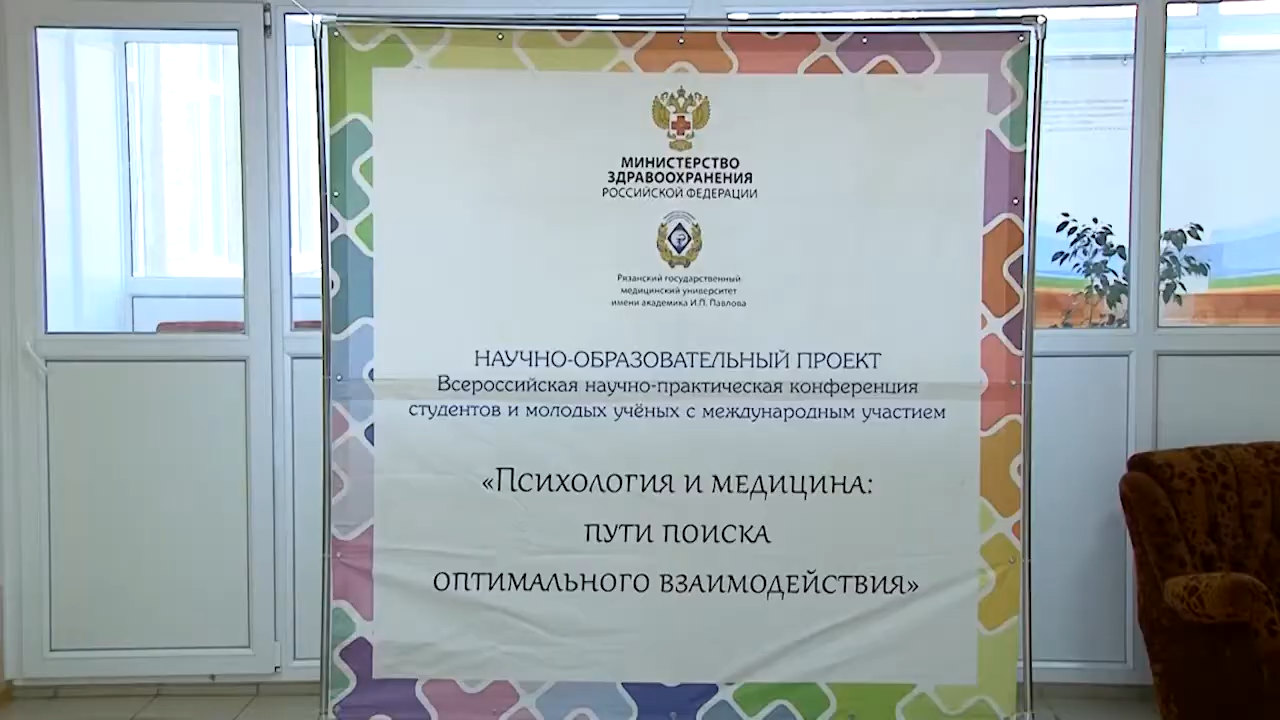 МИНИСТЕРСТВО
ЗДРАВООХРАНЕНИЯ
РОССИЙСКОЙ ФЕДЕРАЦИИ
Рязанский государственный
медицинский университет
имени академика И.П. Павлова
НАУЧНО-ОБРАЗОВАТЕЛЬНЫЙ ПРОЕКТ
Всероссийская научно-практическая конференция
студентов и молодых учёных с международным участием
«Психология и медицина:
пути поиска
оптимального взаимодействия»